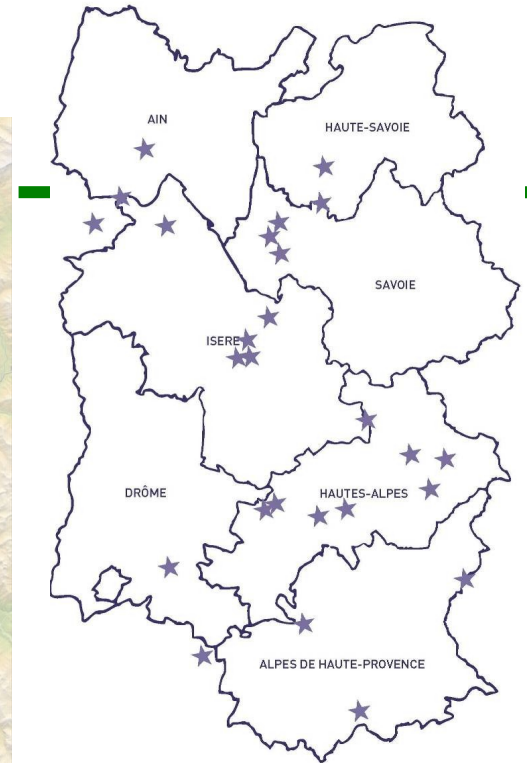 AIN
HAUTE-SAVOIE
SAVOIE
ISERE
DRÔME
HAUTES-ALPES
ALPES DE HAUTE-PROVENCE